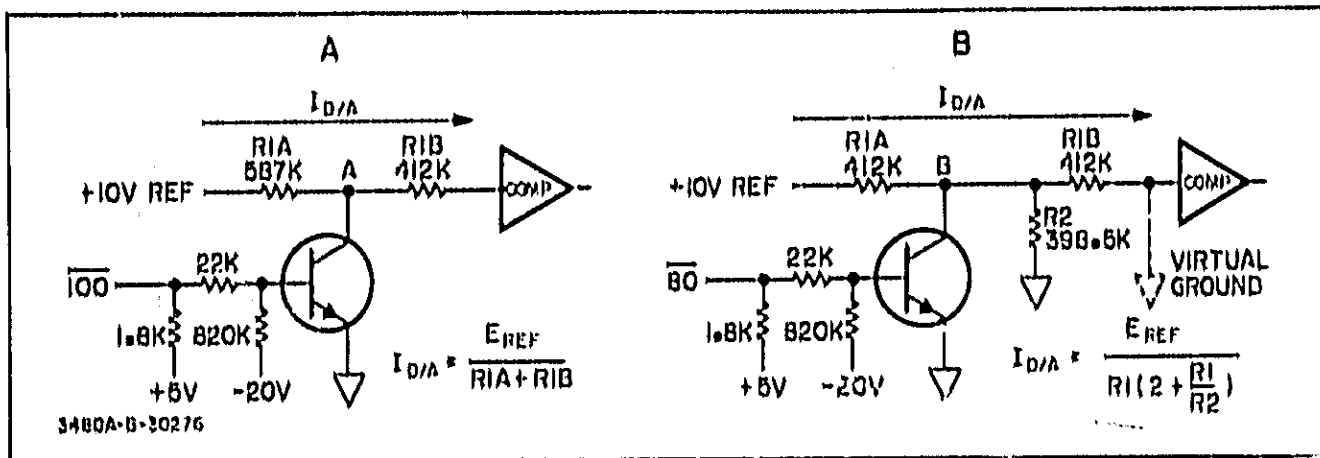 A
I D/A
R1A
587K
A
R1B
412K
+10V REF
COMP
100
22K
1.8K
820K
+5V
-20V
I D/A = E REF / R1A + R1B
3480A-B-30276
B
I D/A
R1A
412K
B
R1B
412K
+10V REF
COMP
R2
398.5K
80
22K
VIRTUAL
GROUND
1.8K
820K
+5V
-20V
I D/A = E REF / R1(2 + R1/R2)